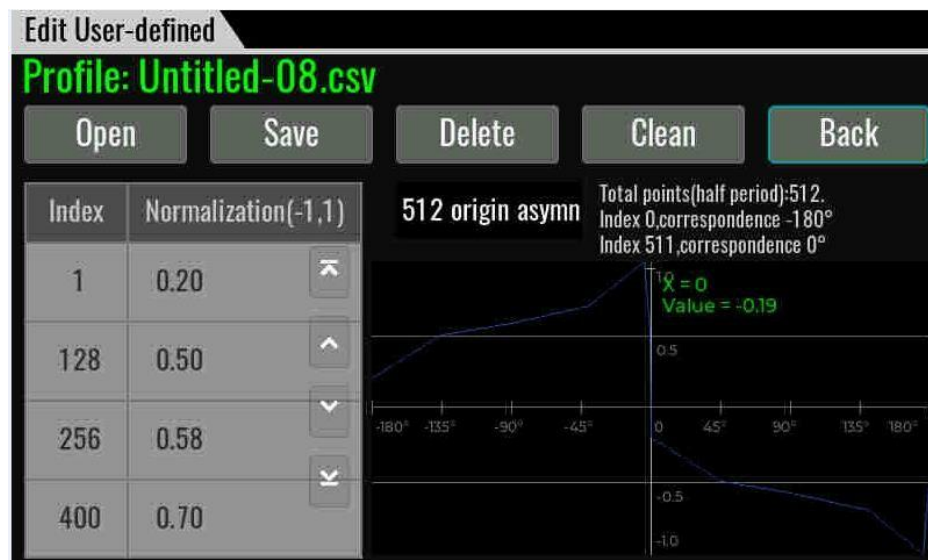 Edit User-defined
Profile: Untitled-08.csv
Open Save Delete Clean Back
Index Normalization(-1,1)
512 origin asymn
Total points(half period):512.
Index 0,correspondence -180°
Index 511,correspondence 0°
1 0.20
128 0.50
256 0.58
400 0.70
1.0
X = 0
Value = -0.19
0.5
-180° -135° -90° -45° 0 45° 90° 135° 180°
-0.5
-1.0